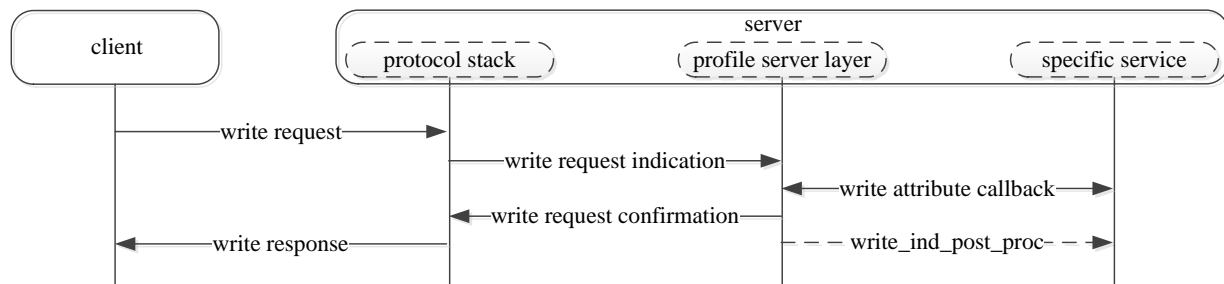 server
client
protocol stack
profile server layer
specific service
write request
write request indication
write attribute callback
write request confirmation
write response
write_ind_post_proc